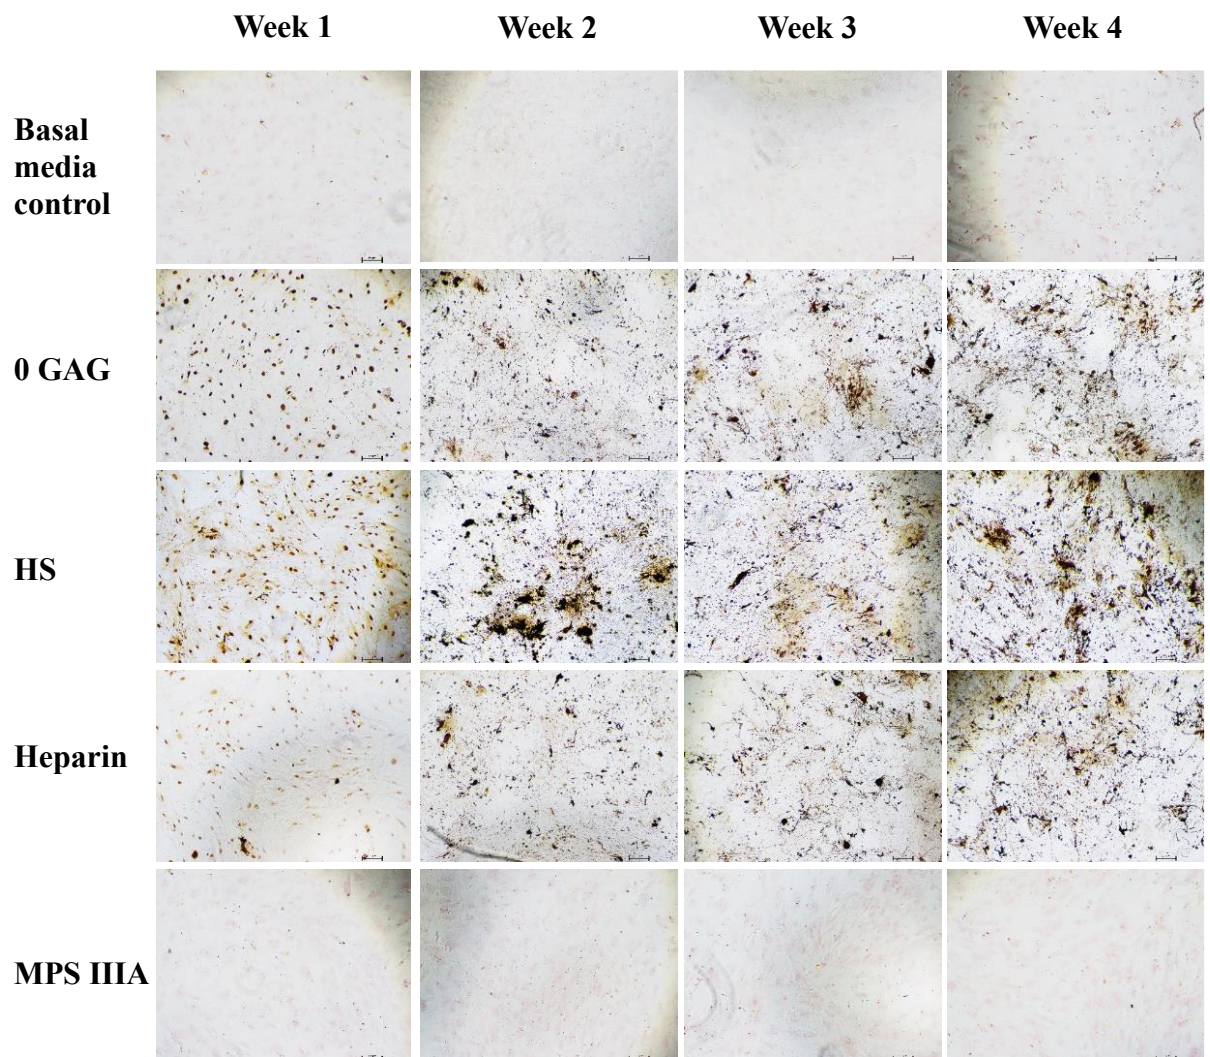 Week 1 Week 2 Week 3 Week 4
Basal
media
control
0 GAG
HS
Heparin
MPS IIIA